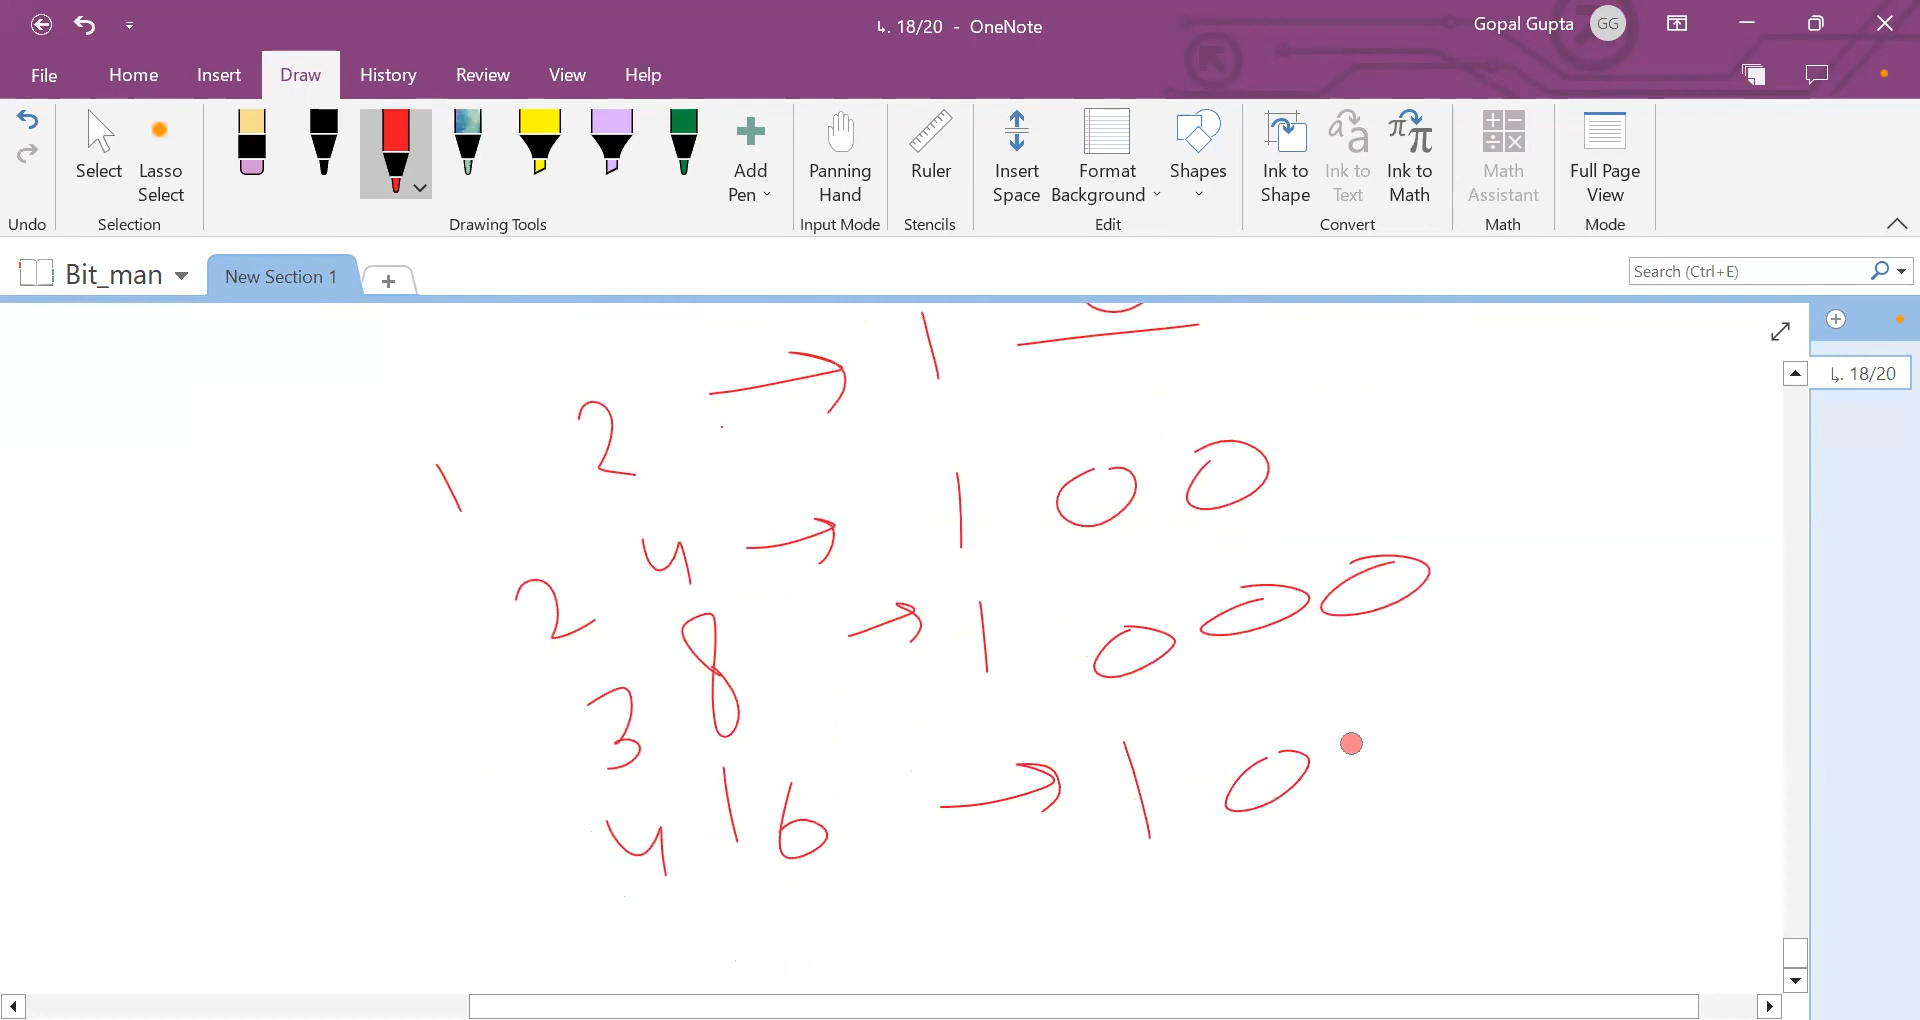 ↳. 18/20 - OneNote
Gopal Gupta GG
File Home Insert Draw History Review View Help
Select
Lasso Select
Add Pen
Panning Hand
Ruler
Insert Space
Format Background
Shapes
Ink to Shape
Ink to Text
Ink to Math
Math Assistant
Full Page View
Undo Selection Drawing Tools Input Mode Stencils Edit Convert Math Mode
Bit_man New Section 1 +
Search (Ctrl+E)
↳. 18/20
2 → 1
1
4 → 1 0 0
2 8 → 1 0 0 0
3
4 16 → 1 0